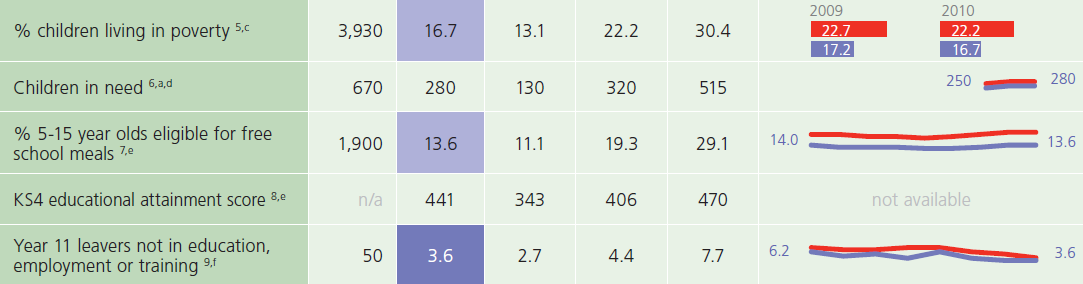 2009 2010
% children living in poverty 5,c 3,930 16.7 13.1 22.2 30.4 22.7 22.2
17.2 16.7
Children in need 6,a,d 670 280 130 320 515 250 280
% 5-15 year olds eligible for free
school meals 7,e 1,900 13.6 11.1 19.3 29.1 14.0 13.6
KS4 educational attainment score 8,e n/a 441 343 406 470 not available
Year 11 leavers not in education,
employment or training 9,f 50 3.6 2.7 4.4 7.7 6.2 3.6